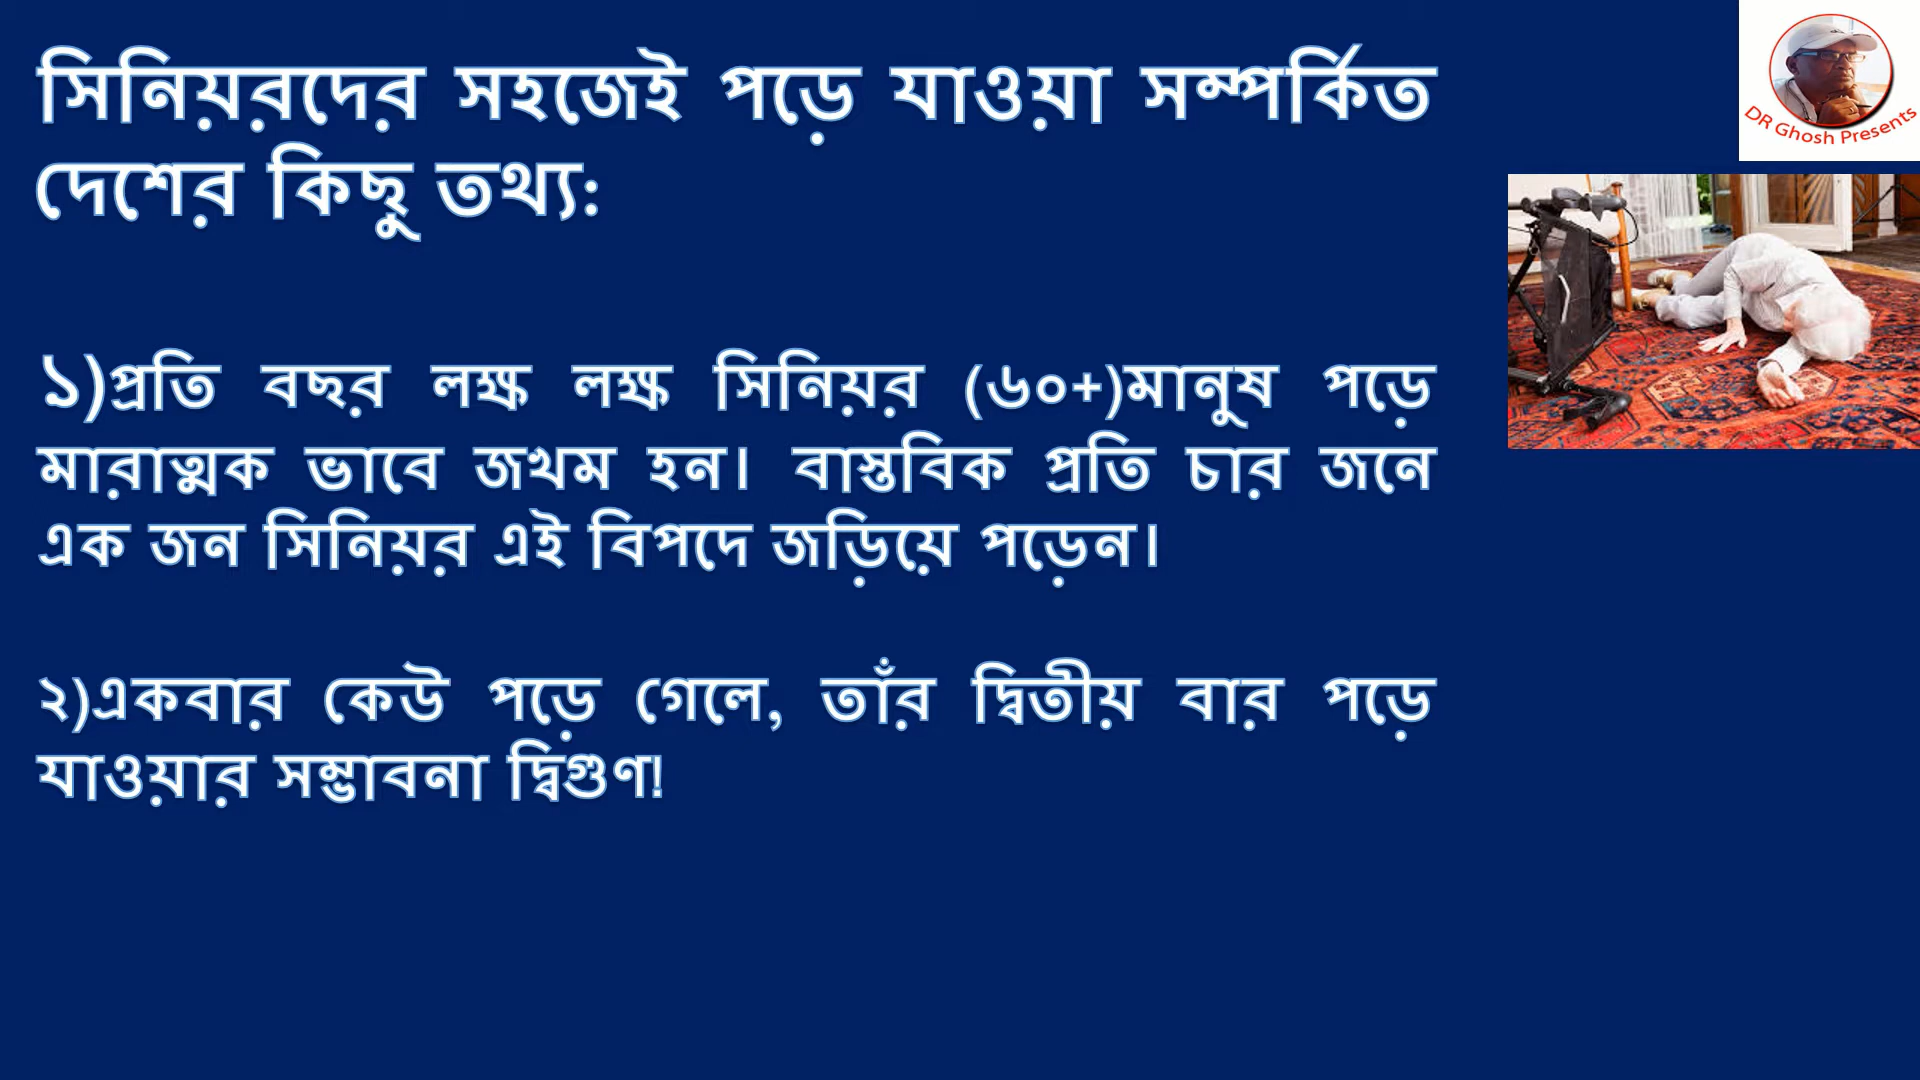 সিনিয়রদের সহজেই পড়ে যাওয়া সম্পর্কিত
দেশের কিছু তথ্য:
১)প্রতি বছর লক্ষ লক্ষ সিনিয়র (৬০+)মানুষ পড়ে
মারাত্মক ভাবে জখম হন। বাস্তবিক প্রতি চার জনে
এক জন সিনিয়র এই বিপদে জড়িয়ে পড়েন।
২)একবার কেউ পড়ে গেলে, তাঁর দ্বিতীয় বার পড়ে
যাওয়ার সম্ভাবনা দ্বিগুণ!
DR Ghosh Presents